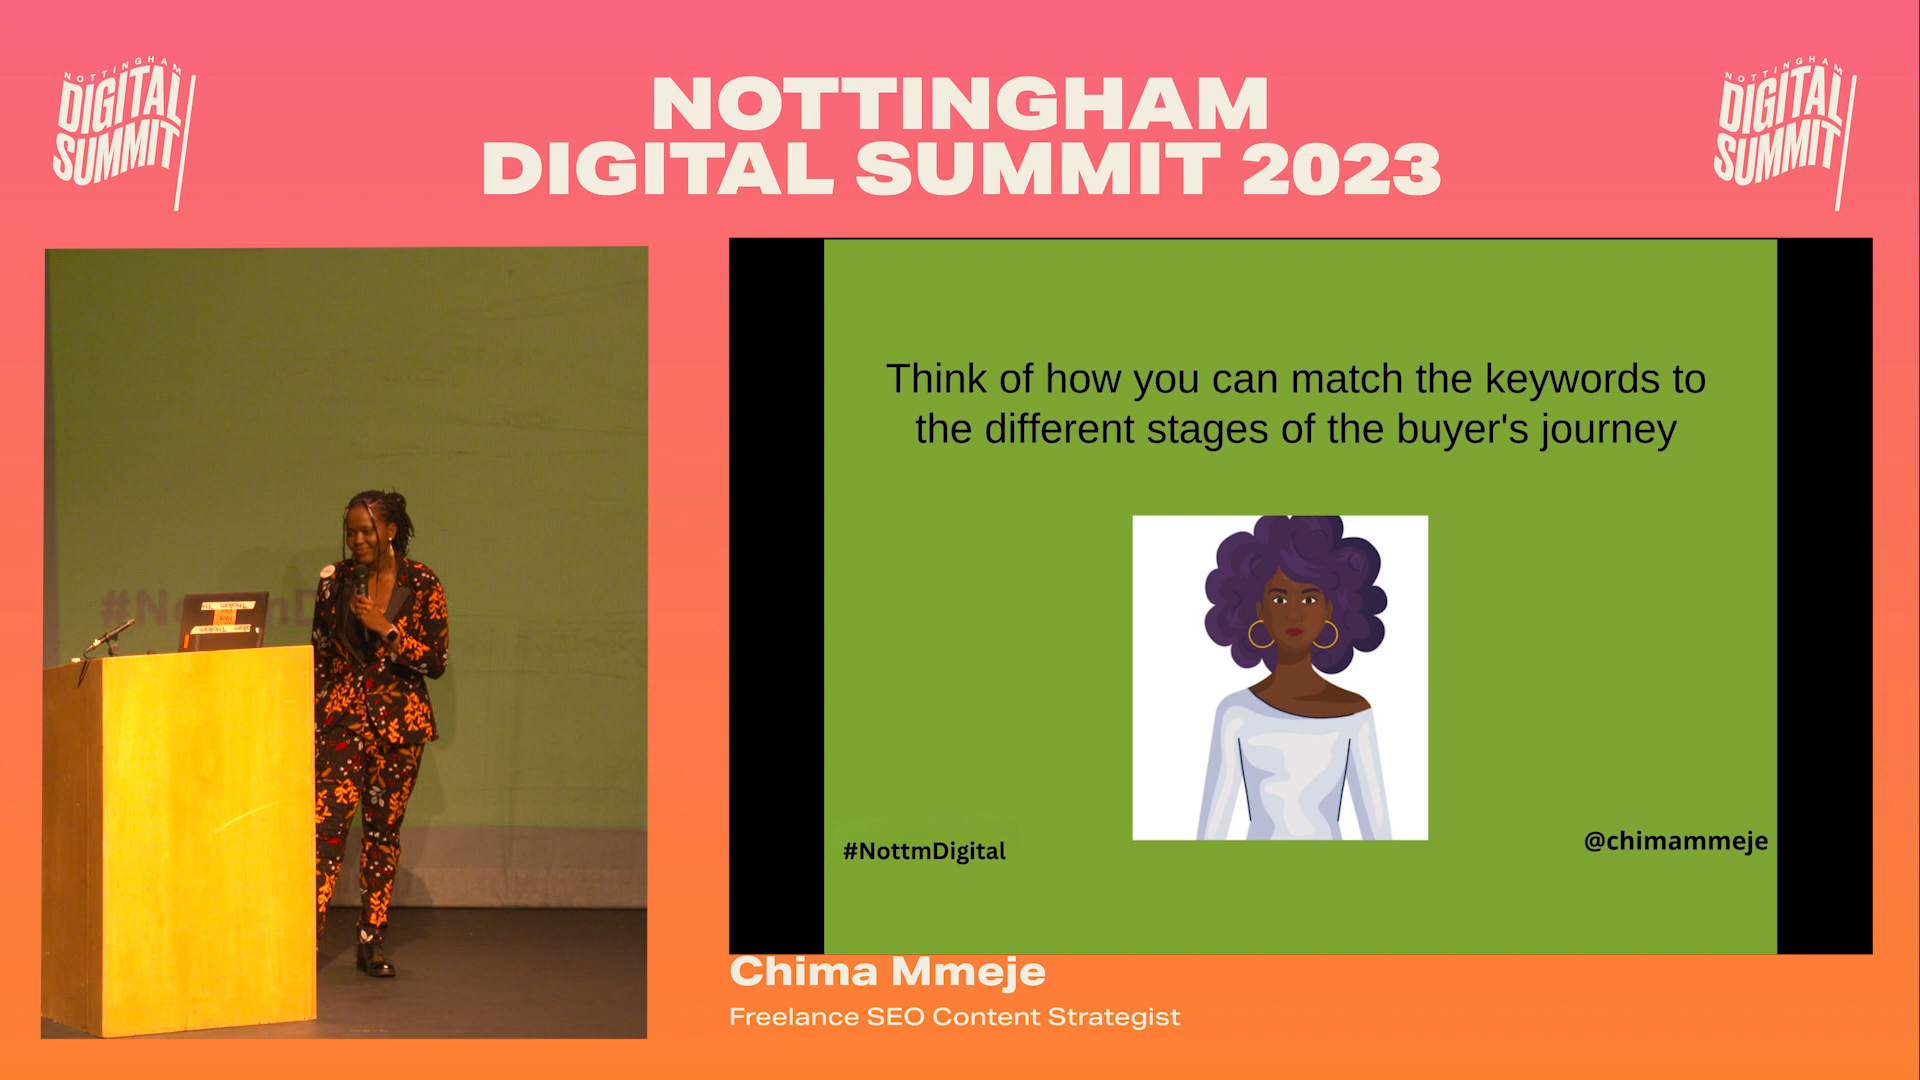 NOTTINGHAM
DIGITAL
SUMMIT
NOTTINGHAM
DIGITAL SUMMIT 2023
NOTTINGHAM
DIGITAL
SUMMIT
Think of how you can match the keywords to
the different stages of the buyer's journey
#NottmDigital
@chimammeje
Chima Mmeje
Freelance SEO Content Strategist